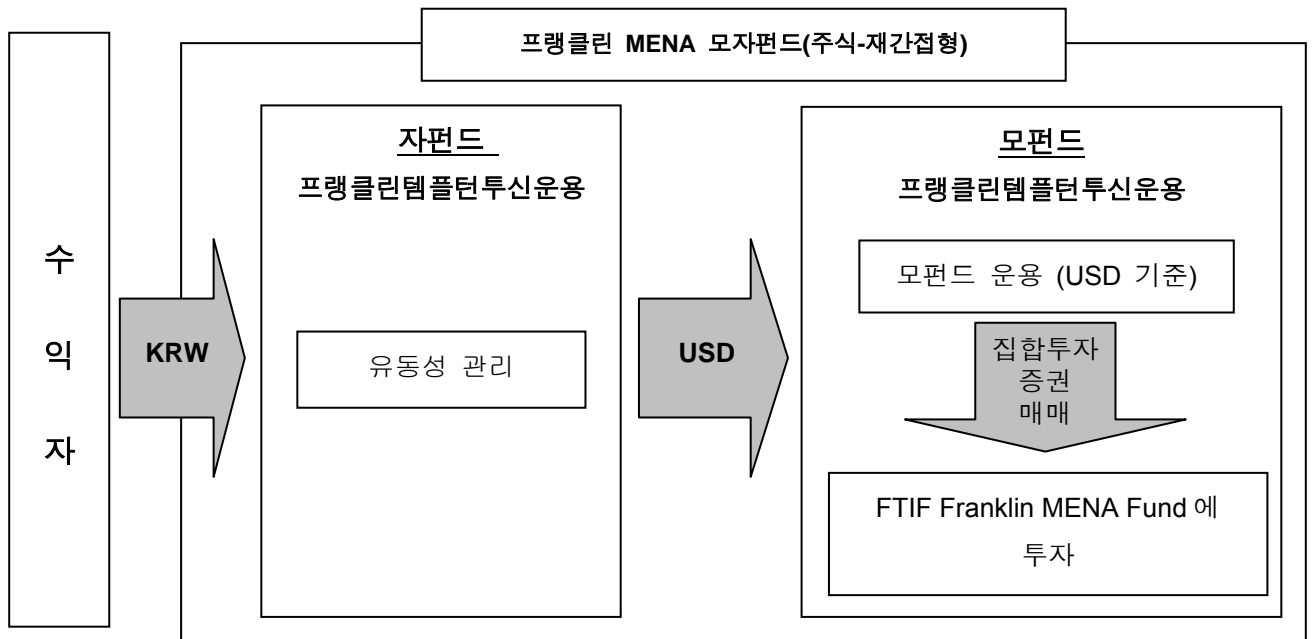 프랭클린 MENA 모자펀드(주식-재간접형)
수
익
자
KRW
자펀드
프랭클린템플턴투신운용
유동성 관리
USD
모펀드
프랭클린템플턴투신운용
모펀드 운용 (USD 기준)
집합투자
증권
매매
FTIF Franklin MENA Fund 에
투자